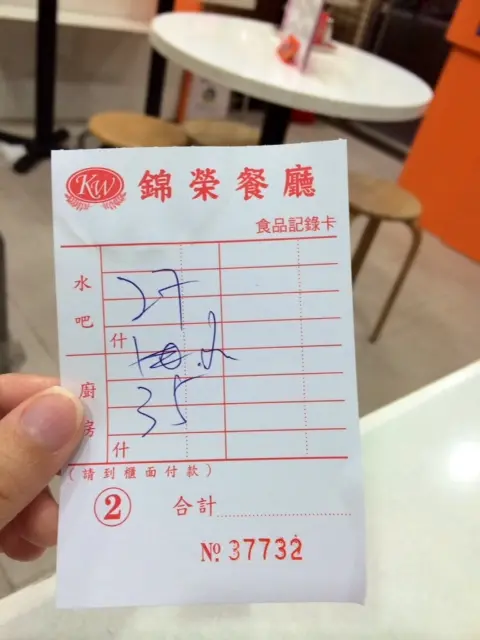 KW 錦榮餐廳
食品記錄卡
水吧
27
什
廚房
35
什
(請到櫃面付款)
2 合計
No 37732